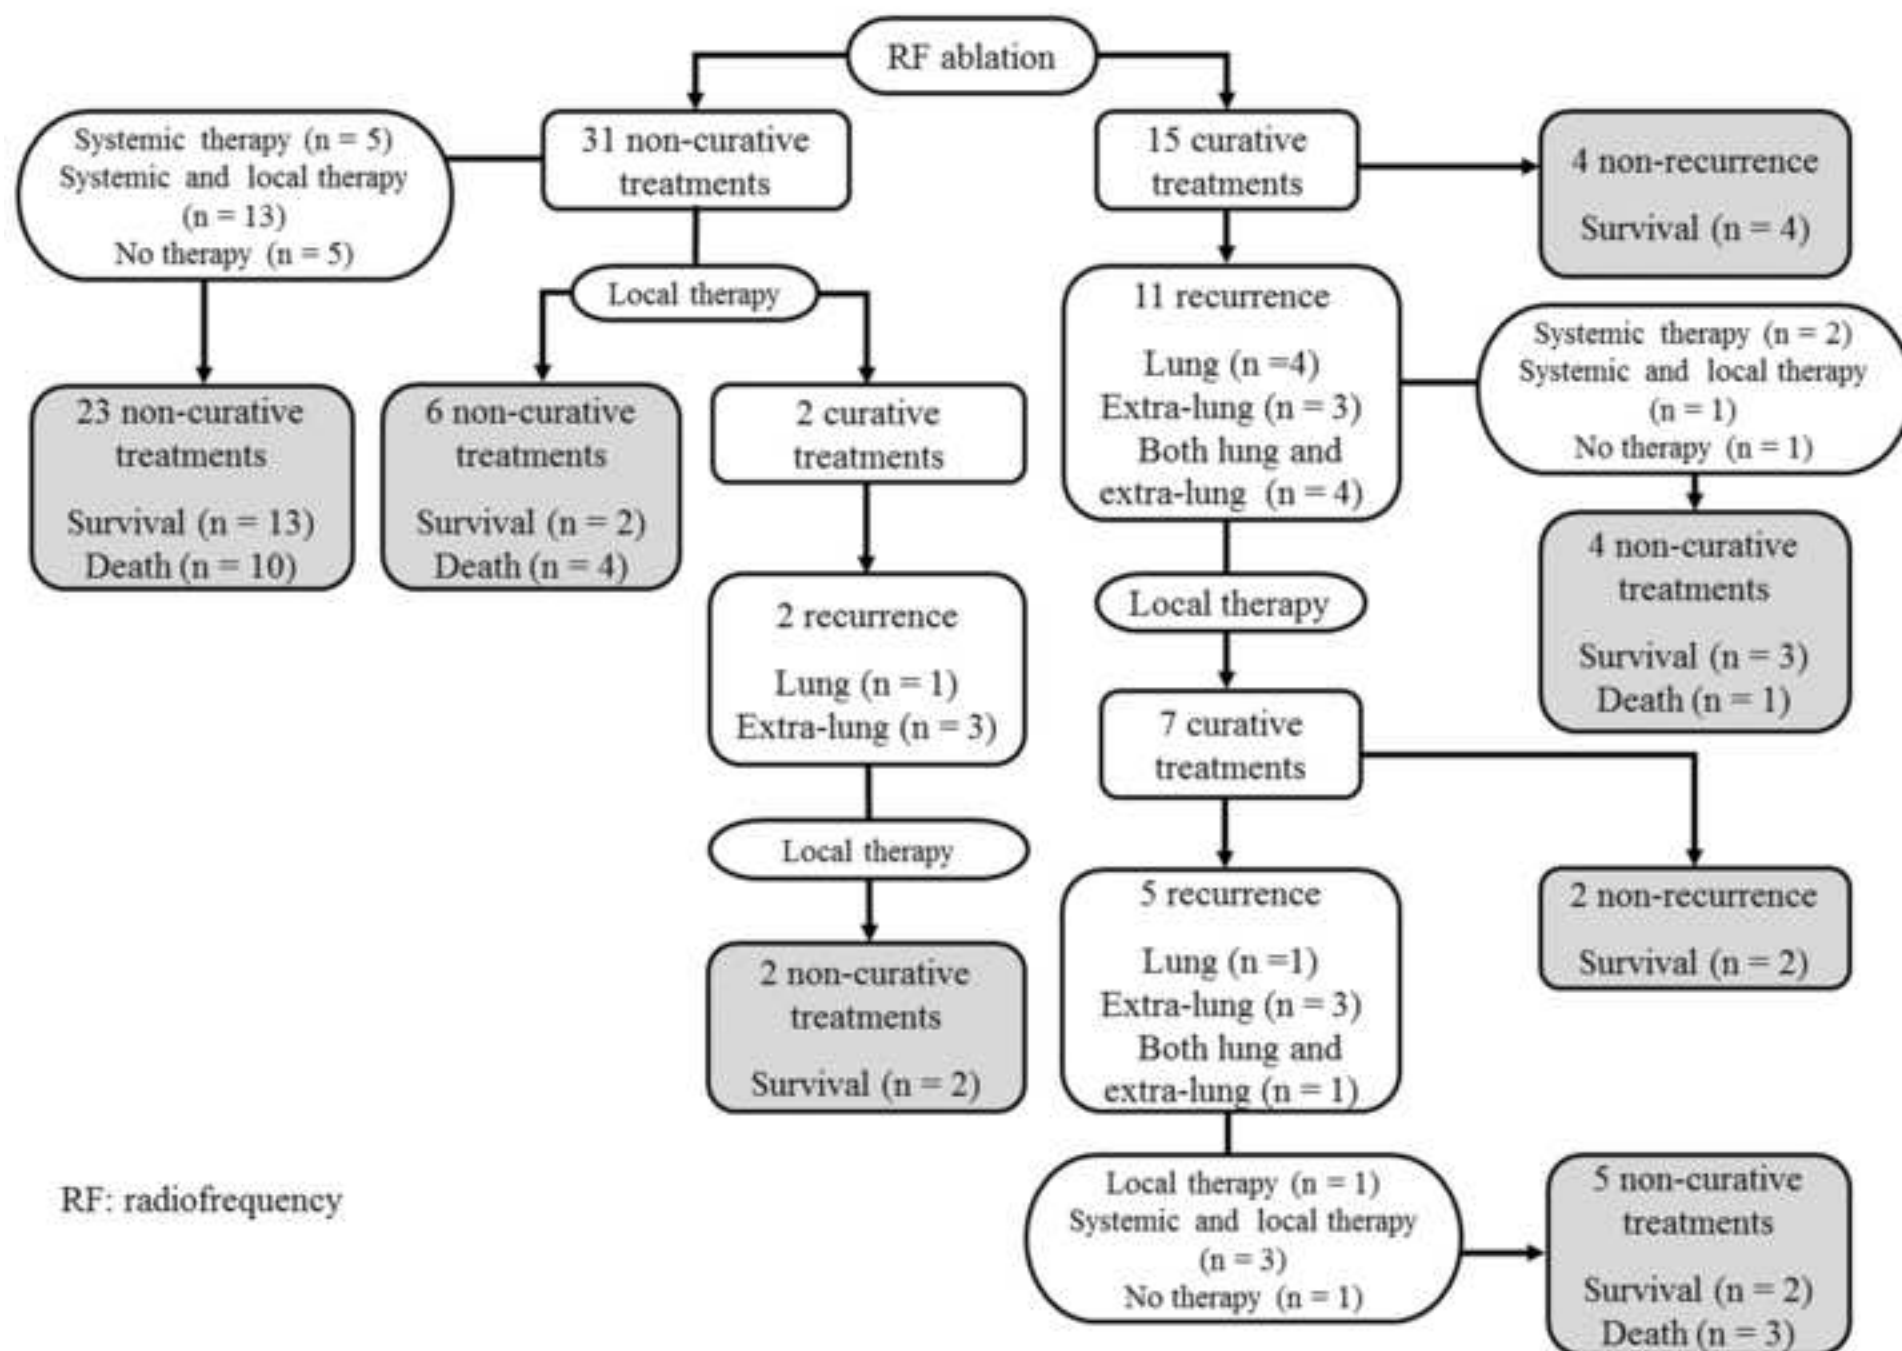 RF ablation
31 non-curative
treatments
15 curative
treatments
Systemic therapy (n = 5)
Systemic and local therapy
(n = 13)
No therapy (n = 5)
4 non-recurrence
Survival (n = 4)
Local therapy
11 recurrence
Lung (n =4)
Extra-lung (n = 3)
Both lung and
extra-lung (n = 4)
Systemic therapy (n = 2)
Systemic and local therapy
(n = 1)
No therapy (n = 1)
23 non-curative
treatments
Survival (n = 13)
Death (n = 10)
6 non-curative
treatments
Survival (n = 2)
Death (n = 4)
2 curative
treatments
4 non-curative
treatments
Survival (n = 3)
Death (n = 1)
2 recurrence
Lung (n = 1)
Extra-lung (n = 3)
Local therapy
7 curative
treatments
Local therapy
5 recurrence
Lung (n =1)
Extra-lung (n = 3)
Both lung and
extra-lung (n = 1)
2 non-recurrence
Survival (n = 2)
2 non-curative
treatments
Survival (n = 2)
Local therapy (n = 1)
Systemic and local therapy
(n = 3)
No therapy (n = 1)
5 non-curative
treatments
Survival (n = 2)
Death (n = 3)
RF: radiofrequency